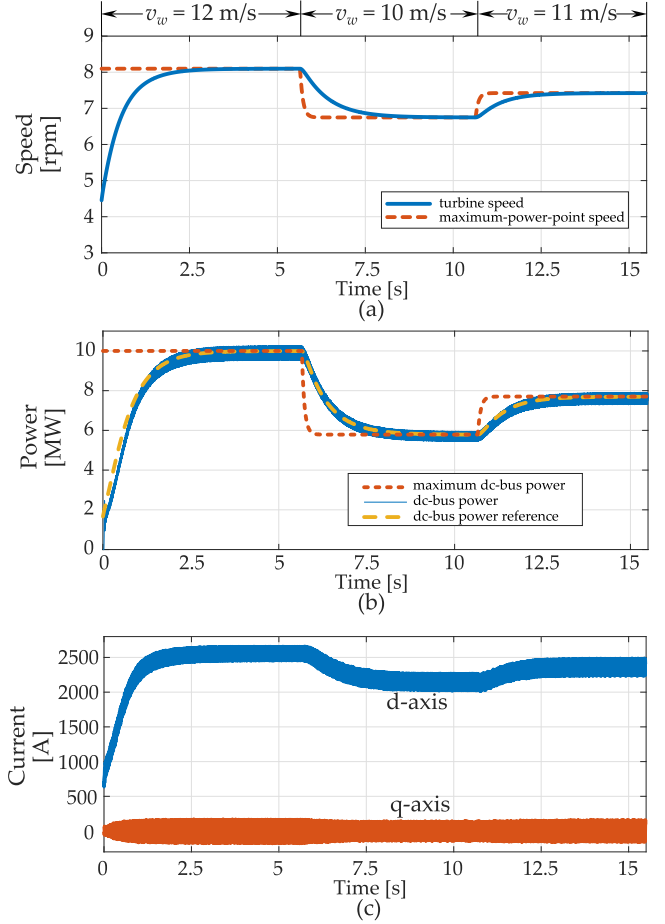 v_w = 12 m/s v_w = 10 m/s v_w = 11 m/s
9
8
7
6
5
4
3
Speed
[rpm]
turbine speed
maximum-power-point speed
0 2.5 5 7.5 10 12.5 15
Time [s]
(a)
10
8
6
4
2
0
Power
[MW]
maximum dc-bus power
dc-bus power
dc-bus power reference
0 2.5 5 7.5 10 12.5 15
Time [s]
(b)
2500
2000
1500
1000
500
0
Current
[A]
d-axis
q-axis
0 2.5 5 7.5 10 12.5 15
Time [s]
(c)